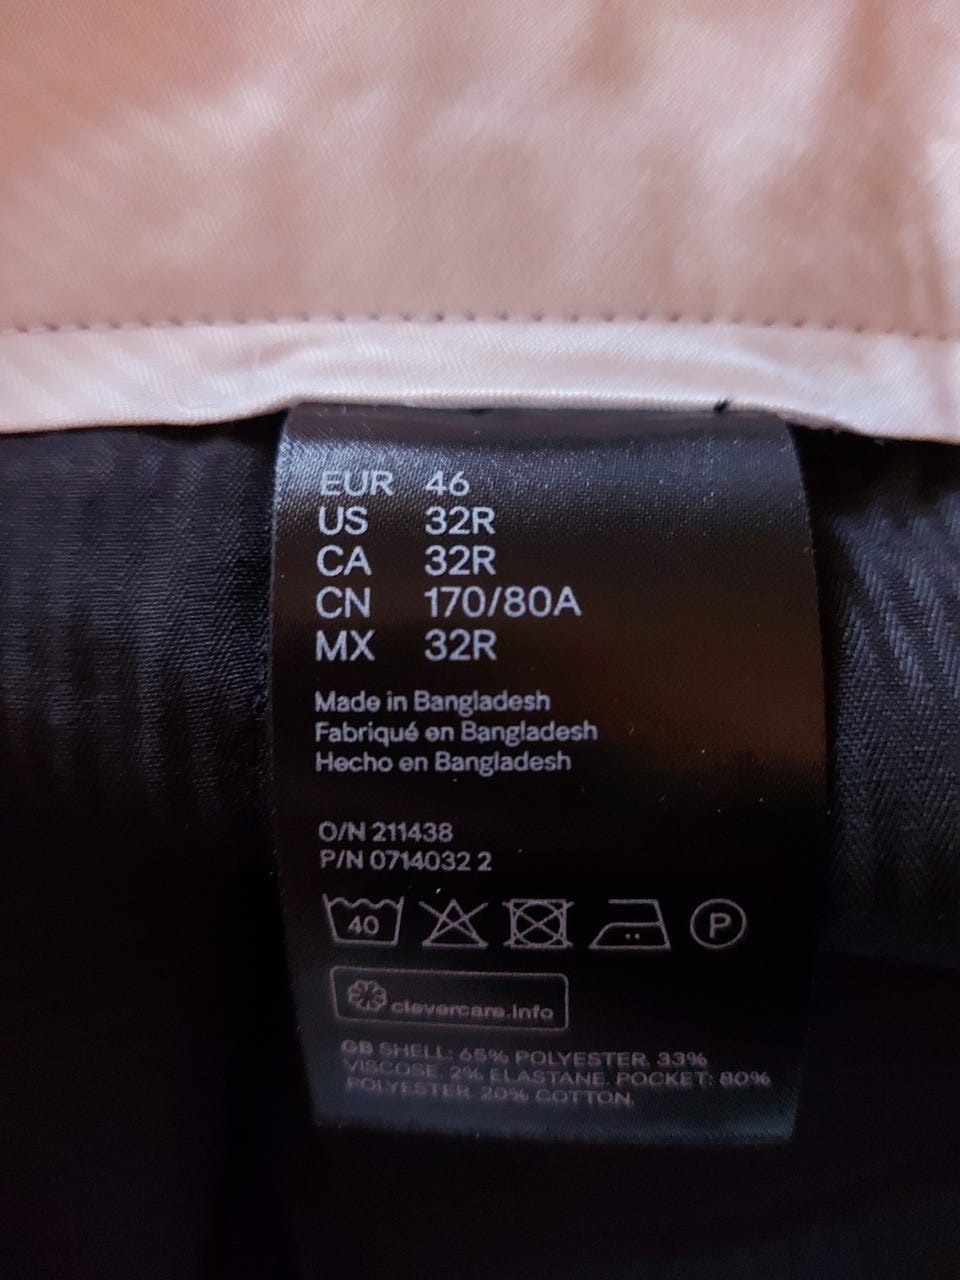 EUR 46
US 32R
CA 32R
CN 170/80A
MX 32R
Made in Bangladesh
Fabriqué en Bangladesh
Hecho en Bangladesh
O/N 211438
P/N 0714032 2
40 P
clevercare.info
GB SHELL: 65% POLYESTER. 33%
VISCOSE. 2% ELASTANE. POCKET: 80%
POLYESTER. 20% COTTON.